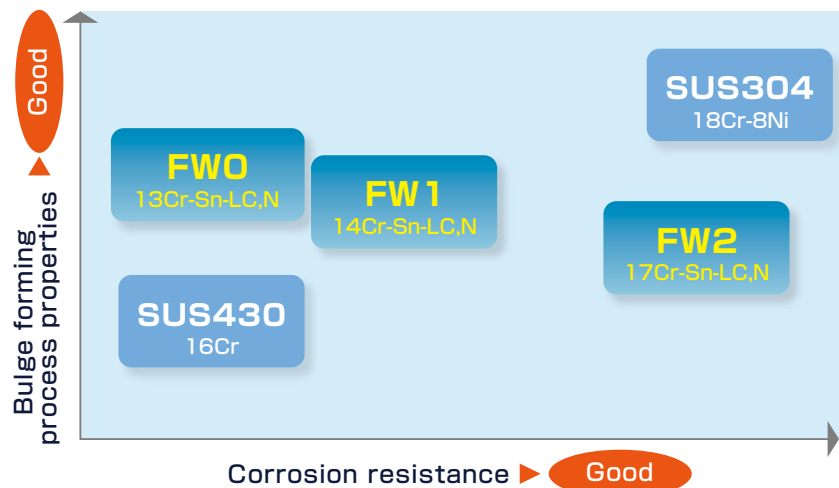 Good
Bulge forming
process properties
SUS304
18Cr-8Ni
FW0
13Cr-Sn-LC,N
FW1
14Cr-Sn-LC,N
FW2
17Cr-Sn-LC,N
SUS430
16Cr
Corrosion resistance
Good